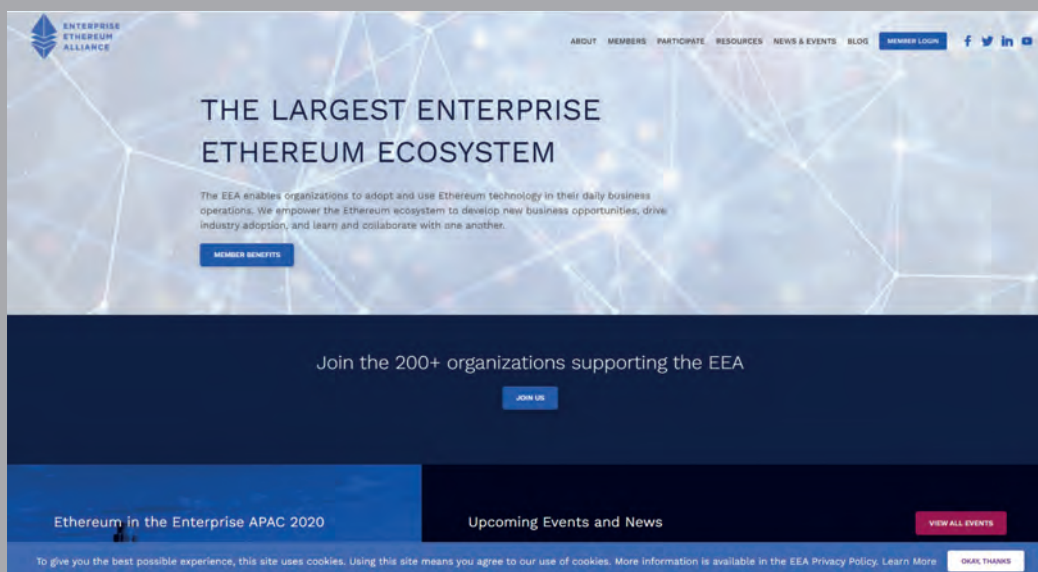 ENTERPRISE
ETHEREUM
ALLIANCE
ABOUT MEMBERS PARTICIPATE RESOURCES NEWS & EVENTS BLOG MEMBER LOGIN
THE LARGEST ENTERPRISE
ETHEREUM ECOSYSTEM
The EEA enables organizations to adopt and use Ethereum technology in their daily business
operations. We empower the Ethereum ecosystem to develop new business opportunities, drive
industry adoption, and learn and collaborate with one another.
MEMBER BENEFITS
Join the 200+ organizations supporting the EEA
JOIN US
Ethereum in the Enterprise APAC 2020
Upcoming Events and News
VIEW ALL EVENTS
To give you the best possible experience, this site uses cookies. Using this site means you agree to our use of cookies. More information is available in the EEA Privacy Policy. Learn More
OKAY, THANKS